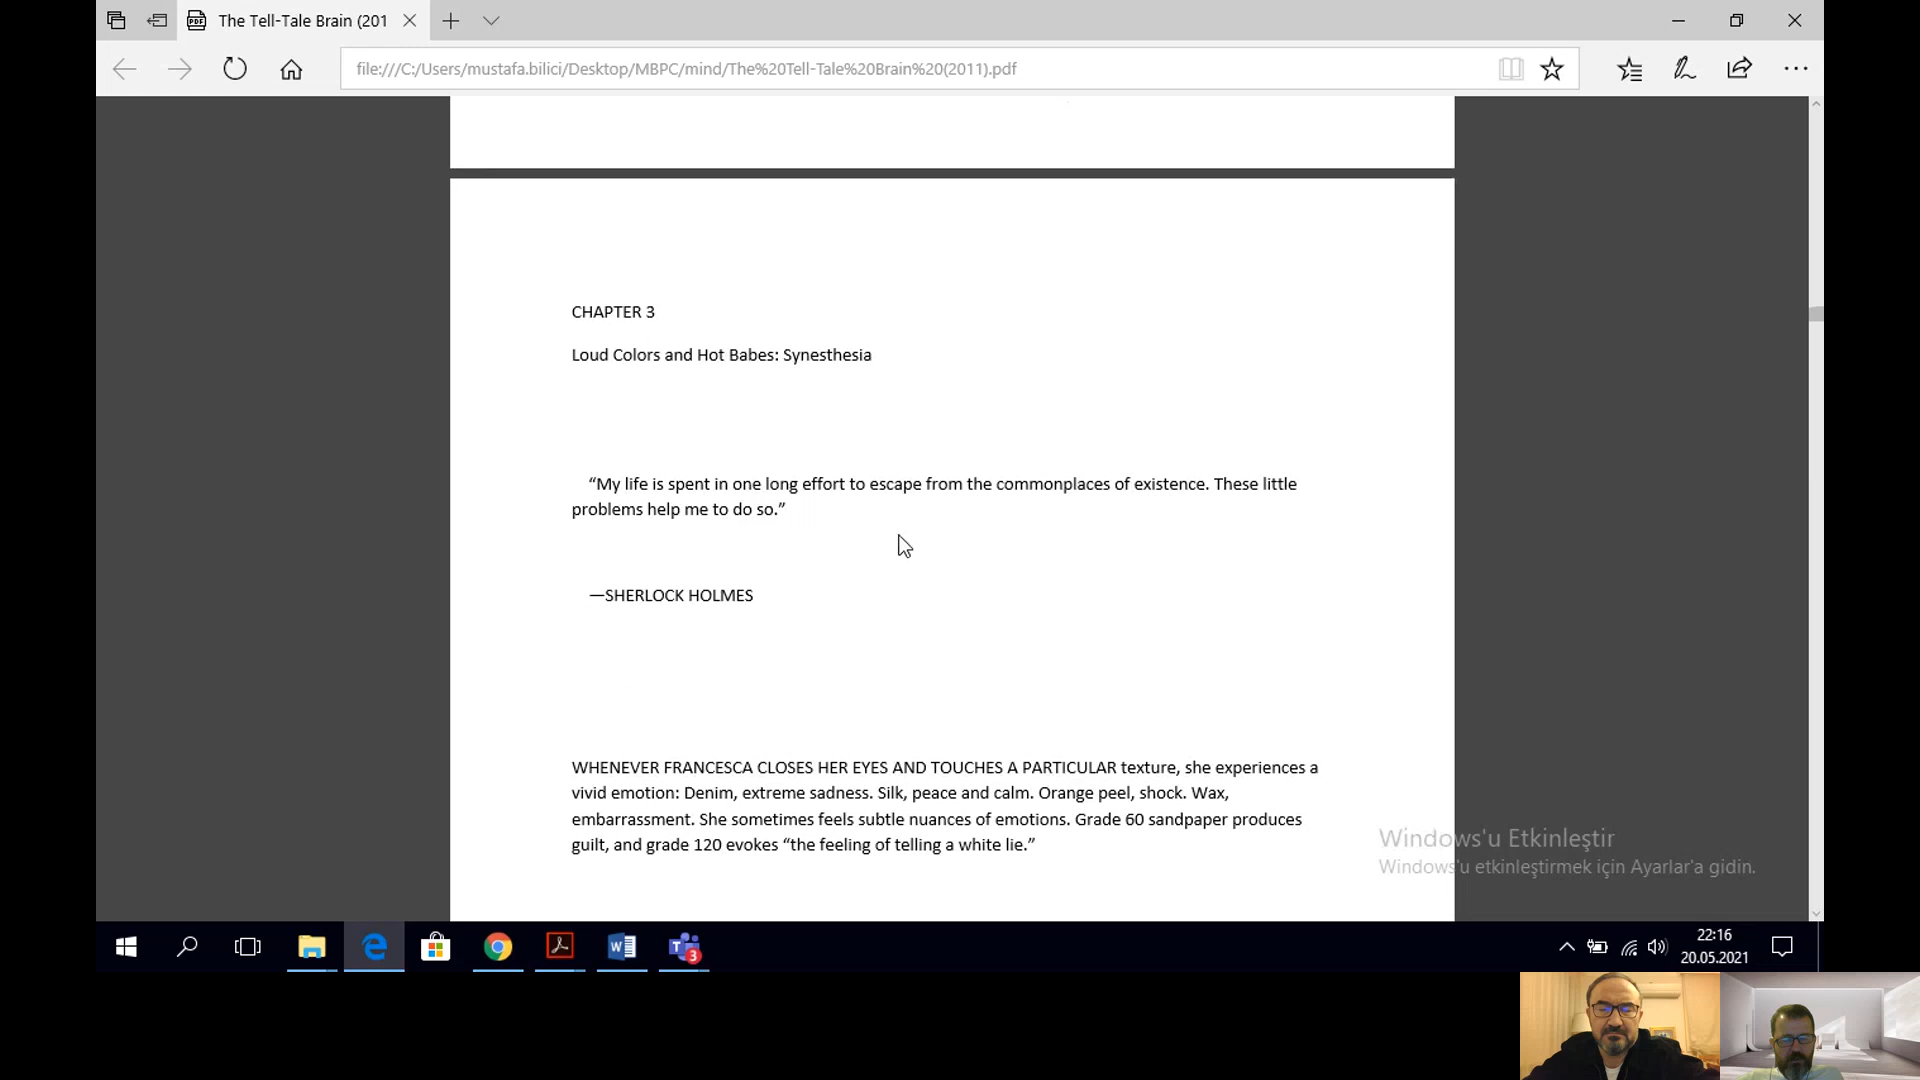 The Tell-Tale Brain (201
file:///C:/Users/mustafa.bilici/Desktop/MBPC/mind/The%20Tell-Tale%20Brain%20(2011).pdf
CHAPTER 3
Loud Colors and Hot Babes: Synesthesia
“My life is spent in one long effort to escape from the commonplaces of existence. These little
problems help me to do so.”
—SHERLOCK HOLMES
WHENEVER FRANCESCA CLOSES HER EYES AND TOUCHES A PARTICULAR texture, she experiences a
vivid emotion: Denim, extreme sadness. Silk, peace and calm. Orange peel, shock. Wax,
embarrassment. She sometimes feels subtle nuances of emotions. Grade 60 sandpaper produces
guilt, and grade 120 evokes “the feeling of telling a white lie.”
Windows'u Etkinleştir
Windows'u etkinleştirmek için Ayarlar'a gidin.
3
22:16
20.05.2021